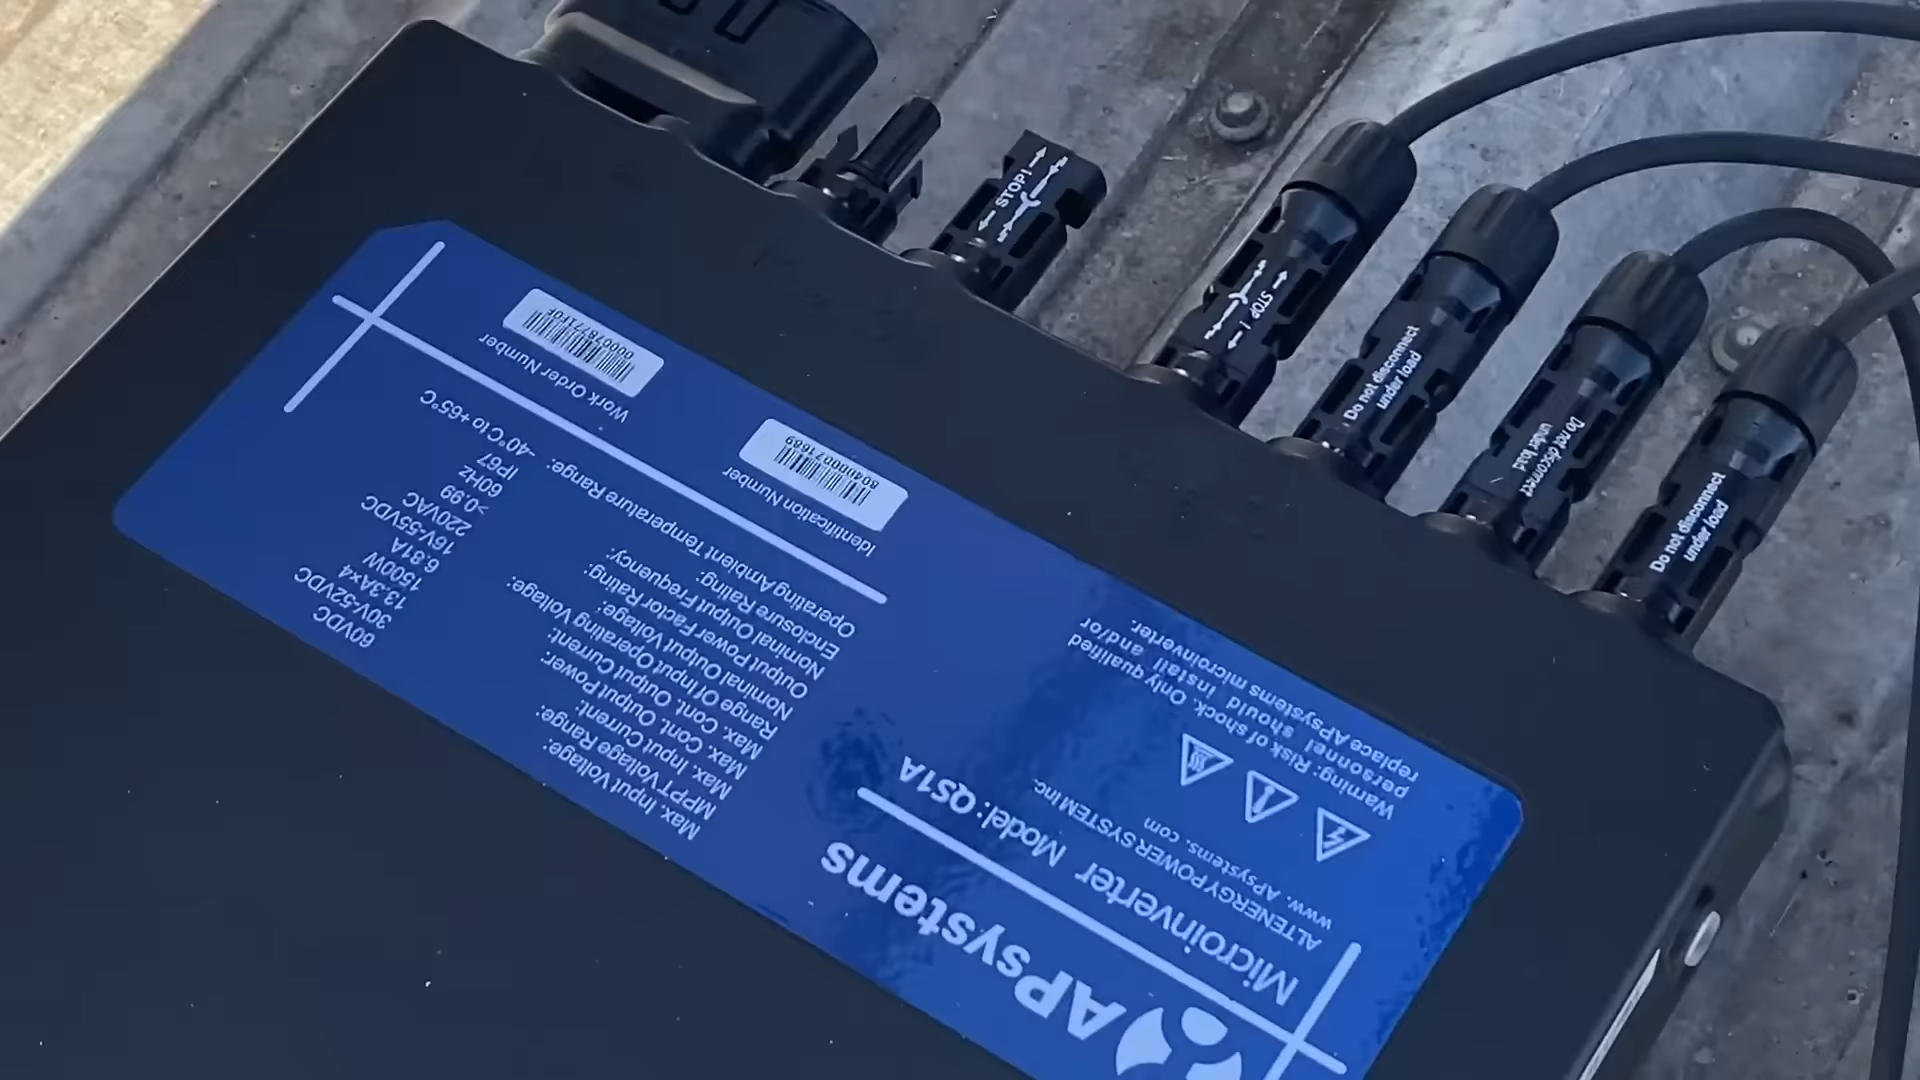 APsystems
Microinverter Model: QS1A
ALTENERGY POWER SYSTEM Inc.
www. APsystems. com
Warning: Risk of shock. Only qualified
personnel should install and/or
replace APsystems microinverter.
Max. Input Voltage: 60VDC
MPPT Voltage Range: 30V-52VDC
Max. Input Current: 13.3A×4
Max. Cont. Output Power: 1500W
Max. Cont. Output Current: 6.81A
Range Of Input Operating Voltage: 16V-55VDC
Nominal Output Voltage: 220VAC
Output Power Factor Rating: >0.99
Nominal Output Frequency: 60Hz
Enclosure Rating: IP67
Operating Ambient Temperature Range: -40°C to +65°C
Identification Number
Work Order Number
STOP!
STOP!
Do not disconnect
under load
Do not disconnect
under load
Do not disconnect
under load